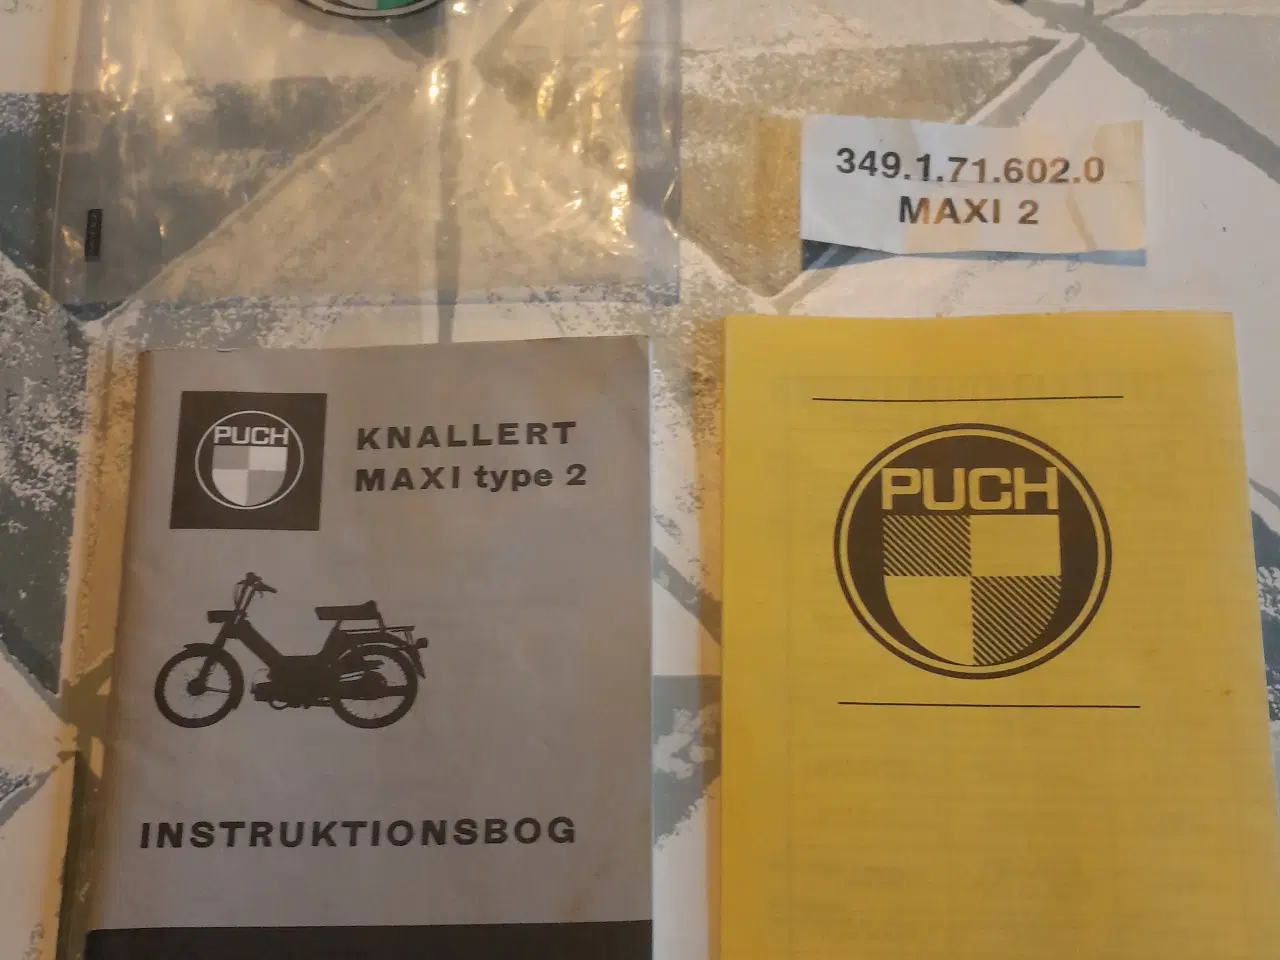 349.1.71.602.0
MAXI 2
PUCH
KNALLERT
MAXI type 2
INSTRUKTIONSBOG
PUCH